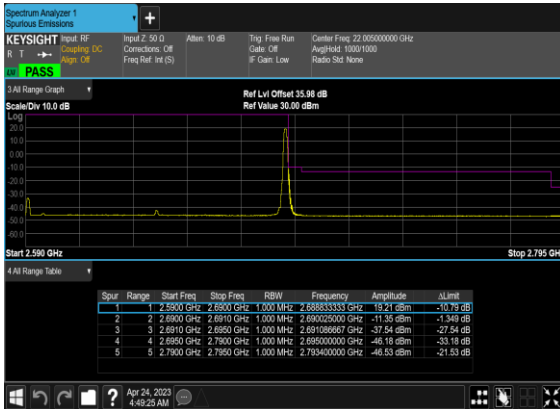 Spectrum Analyzer 1
Spurious Emissions
+
KEYSIGHT Input: RF Input Z: 50 Ω Atten: 10 dB Trig: Free Run Center Freq: 22.005000000 GHz
R T Coupling: DC Corrections: Off Gate: Off Avg|Hold: 1000/1000
Align: Off Freq Ref: Int (S) IF Gain: Low Radio Std: None
PASS
3 All Range Graph
Scale/Div 10.0 dB
Ref Lvl Offset 35.98 dB
Ref Value 30.00 dBm
Log
20.0
10.0
0.00
-10.0
-20.0
-30.0
-40.0
-50.0
-60.0
Start 2.590 GHz Stop 2.795 GH
4 All Range Table
Spur Range Start Freq Stop Freq RBW Frequency Amplitude ΔLimit
1 1 2.5900 GHz 2.6900 GHz 1.000 MHz 2.688833333 GHz 19.21 dBm -10.79 dB
2 2 2.6900 GHz 2.6910 GHz 1.000 MHz 2.690025000 GHz -11.35 dBm -1.349 dB
3 3 2.6910 GHz 2.6950 GHz 1.000 MHz 2.691086667 GHz -37.54 dBm -27.54 dB
4 4 2.6950 GHz 2.7900 GHz 1.000 MHz 2.695000000 GHz -46.18 dBm -33.18 dB
5 5 2.7900 GHz 2.7950 GHz 1.000 MHz 2.793400000 GHz -46.53 dBm -21.53 dB
?
Apr 24, 2023
4:49:25 AM